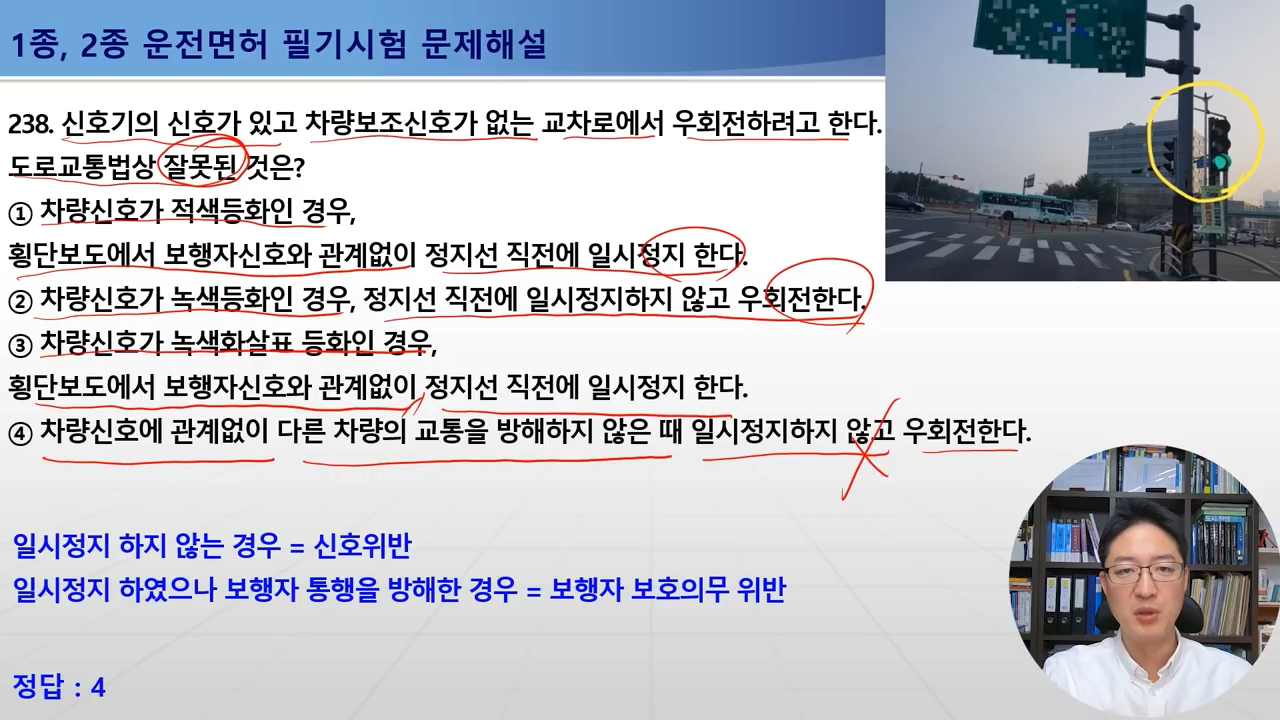 1종, 2종 운전면허 필기시험 문제해설
238. 신호기의 신호가 있고 차량보조신호가 없는 교차로에서 우회전하려고 한다.
도로교통법상 잘못된 것은?
① 차량신호가 적색등화인 경우,
횡단보도에서 보행자신호와 관계없이 정지선 직전에 일시정지 한다.
② 차량신호가 녹색등화인 경우, 정지선 직전에 일시정지하지 않고 우회전한다.
③ 차량신호가 녹색화살표 등화인 경우,
횡단보도에서 보행자신호와 관계없이 정지선 직전에 일시정지 한다.
④ 차량신호에 관계없이 다른 차량의 교통을 방해하지 않은 때 일시정지하지 않고 우회전한다.
일시정지 하지 않는 경우 = 신호위반
일시정지 하였으나 보행자 통행을 방해한 경우 = 보행자 보호의무 위반
정답 : 4